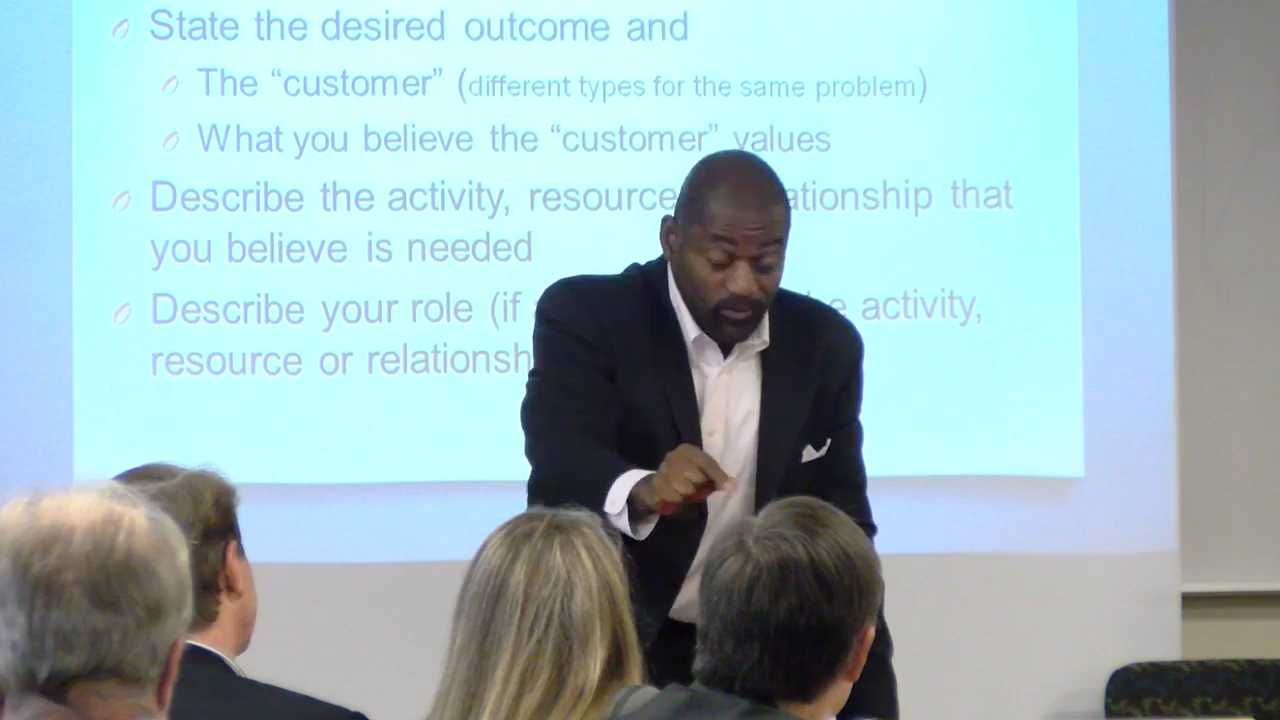 State the desired outcome and
The “customer” (different types for the same problem)
What you believe the “customer” values
Describe the activity, resource ationship that
you believe is needed
Describe your role (if activity,
resource or relationsh